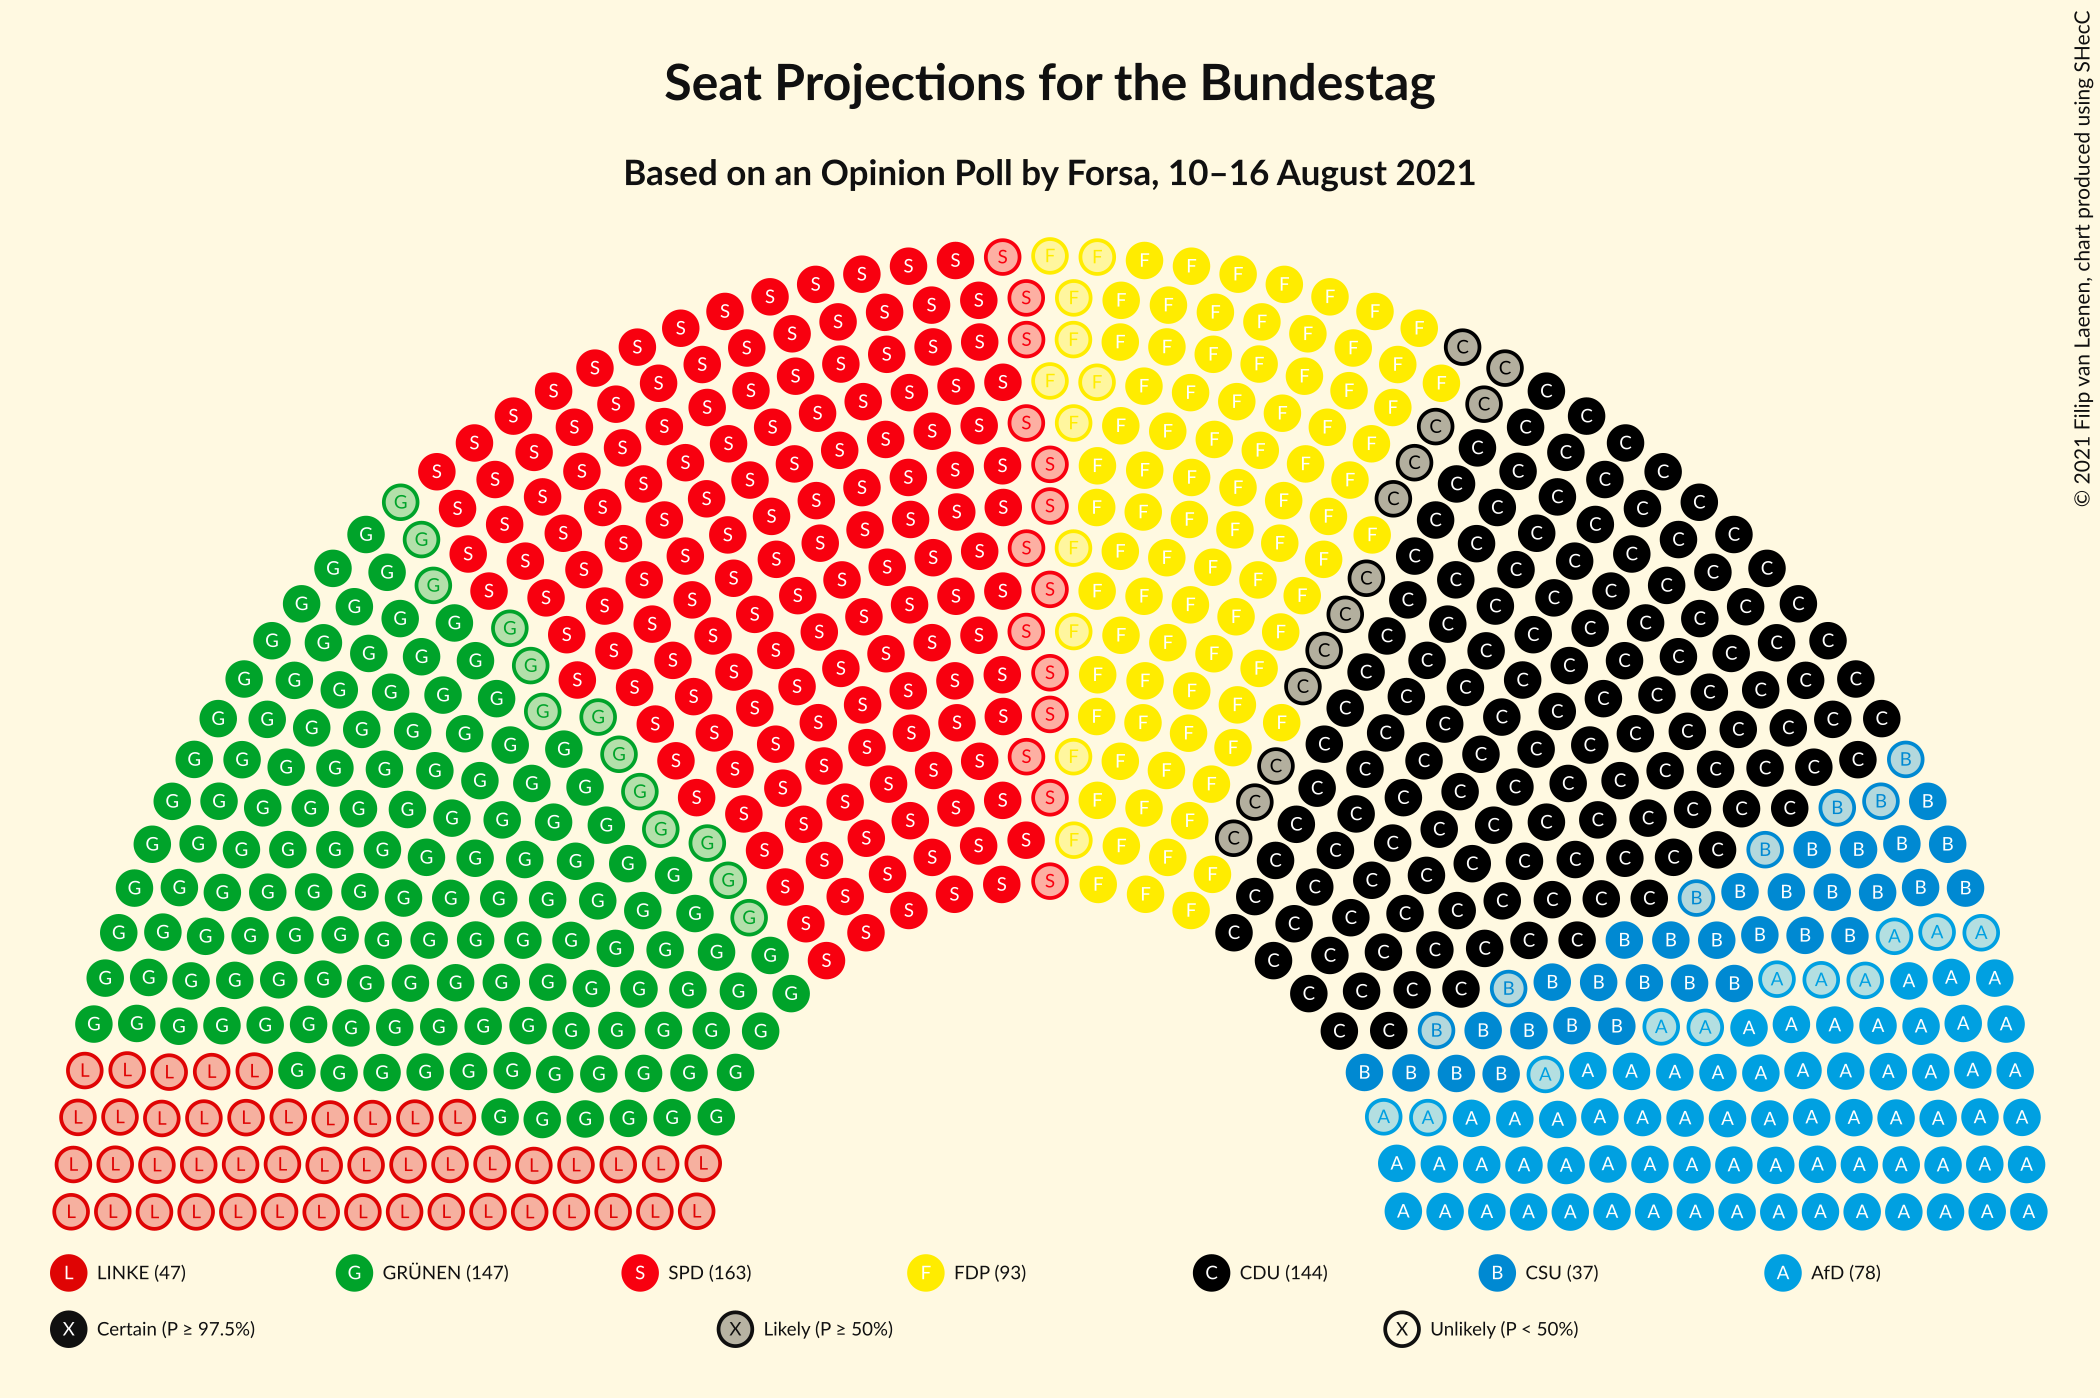 Seat Projections for the Bundestag
Based on an Opinion Poll by Forsa, 10–16 August 2021
© 2021 Filip van Laenen, chart produced using SHecC
L LINKE (47) G GRÜNEN (147) S SPD (163) F FDP (93) C CDU (144) B CSU (37) A AfD (78)
X Certain (P ≥ 97.5%) X Likely (P ≥ 50%) X Unlikely (P < 50%)